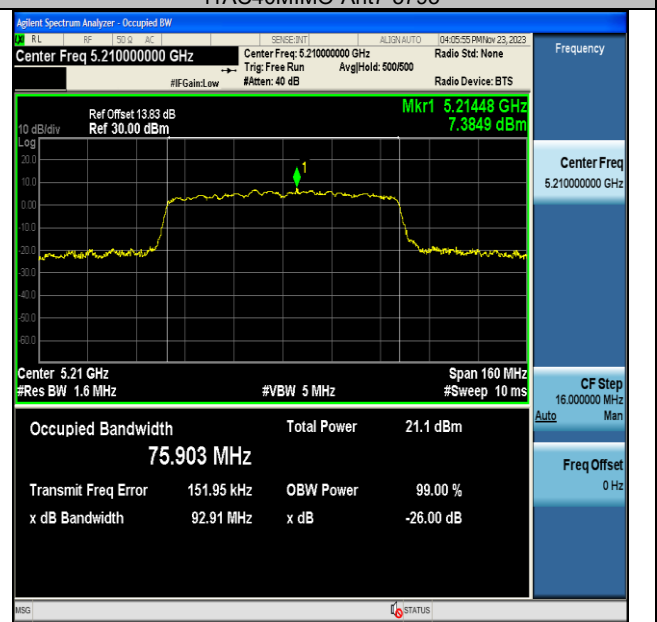 Agilent Spectrum Analyzer - Occupied BW
RL RF 50 Ω AC SENSE:INT ALIGN AUTO 04:05:55 PM Nov 23, 2023
Center Freq 5.210000000 GHz
Center Freq: 5.210000000 GHz
Radio Std: None
Trig: Free Run Avg|Hold: 500/500
#IFGain:Low #Atten: 40 dB Radio Device: BTS
Frequency
Ref Offset 13.83 dB
10 dB/div Ref 30.00 dBm
Mkr1 5.21448 GHz
7.3849 dBm
Log
20.0
10.0
0.00
-10.0
-20.0
-30.0
-40.0
-50.0
-60.0
1
Center Freq
5.210000000 GHz
Center 5.21 GHz Span 160 MHz
#Res BW 1.6 MHz #VBW 5 MHz #Sweep 10 ms
CF Step
16.000000 MHz
Auto Man
Occupied Bandwidth Total Power 21.1 dBm
75.903 MHz
Transmit Freq Error 151.95 kHz OBW Power 99.00 %
x dB Bandwidth 92.91 MHz x dB -26.00 dB
Freq Offset
0 Hz
MSG STATUS